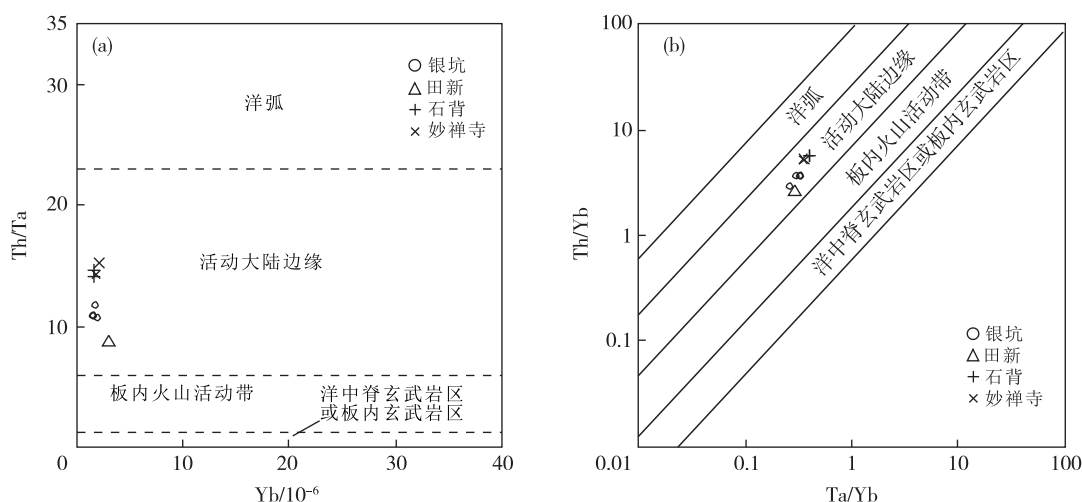 (a)
35
30
20
15
10
0
10
20
30
40
Th/Ta
Yb/10⁻⁶
银坑
田新
石背
妙禅寺
洋弧
活动大陆边缘
板内火山活动带
洋中脊玄武岩区
或板内玄武岩区
(b)
100
10
1
0.1
0.01
0.1
1
10
100
Th/Yb
Ta/Yb
洋弧
活动大陆边缘
板内火山活动带
洋中脊玄武岩区或板内玄武岩区
银坑
田新
石背
妙禅寺